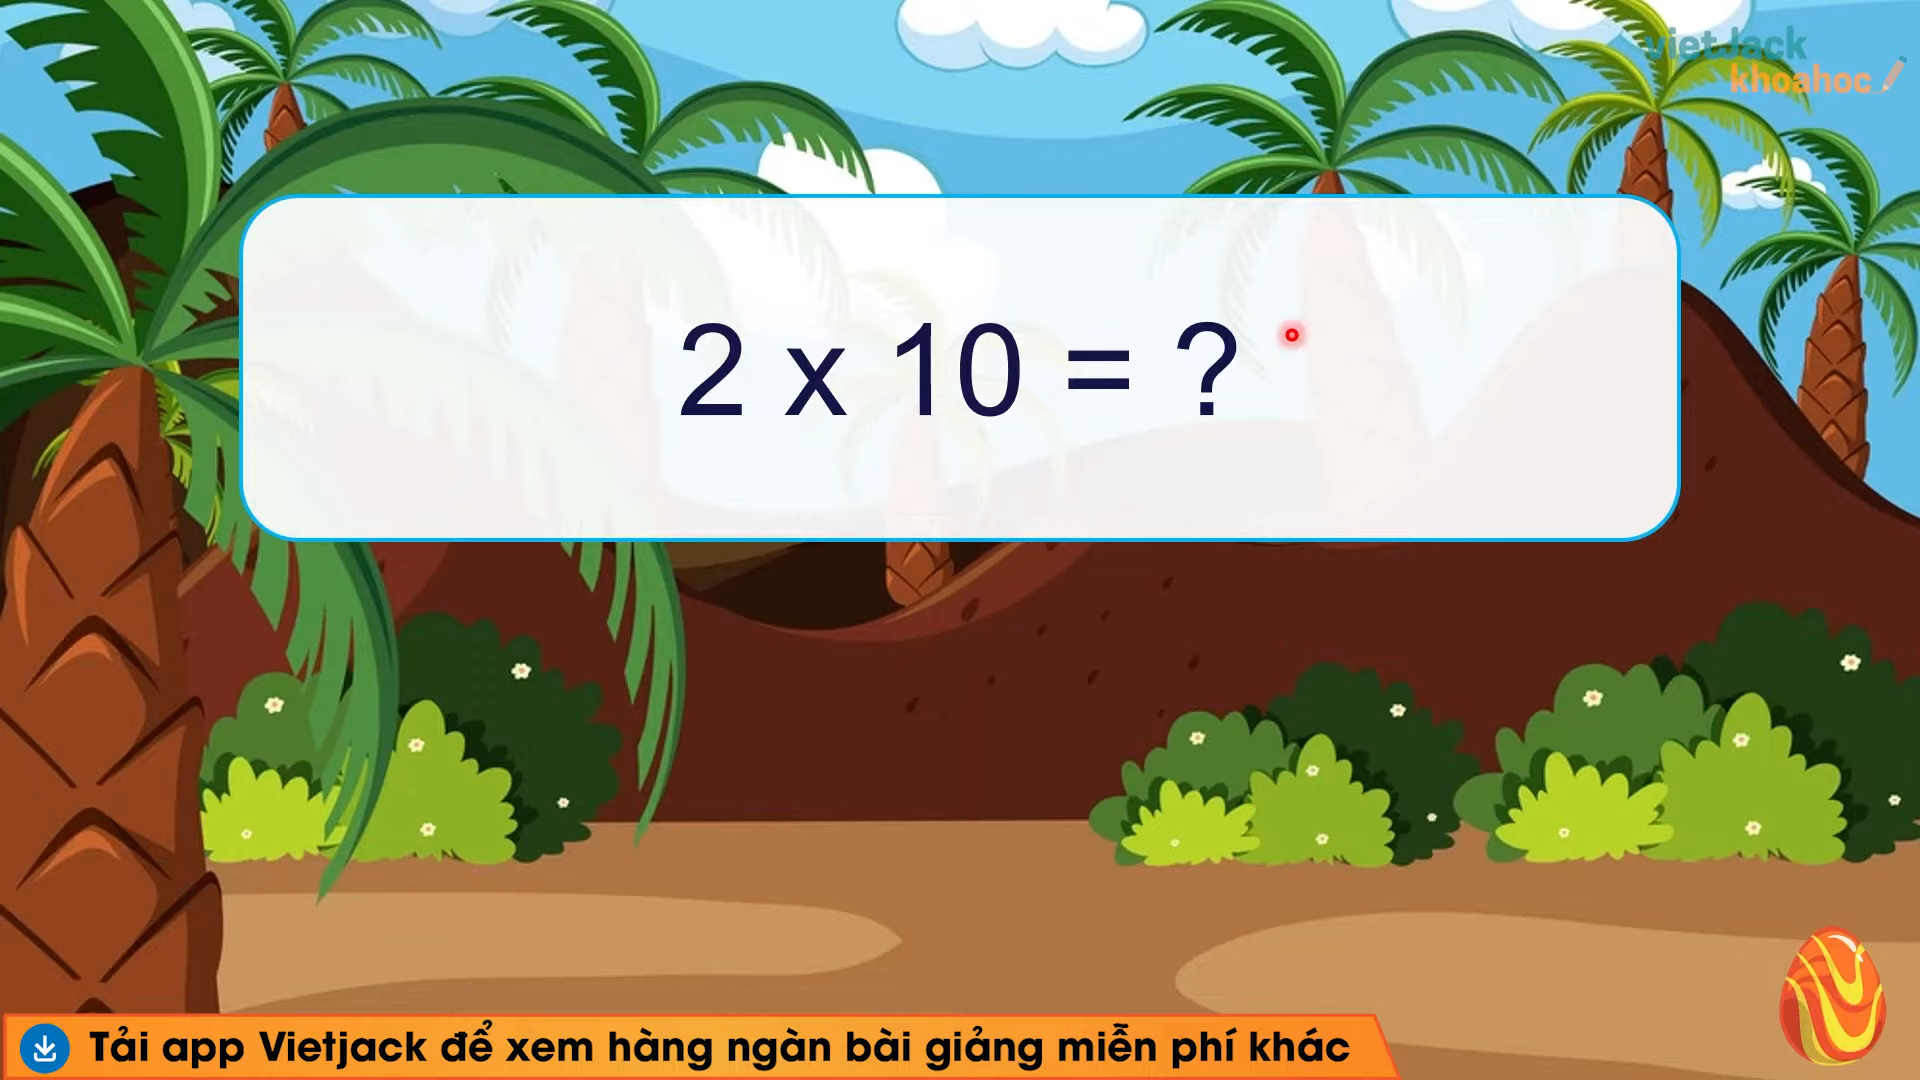 vietJack
khoahoc
2 x 10 = ?
Tải app Vietjack để xem hàng ngàn bài giảng miễn phí khác